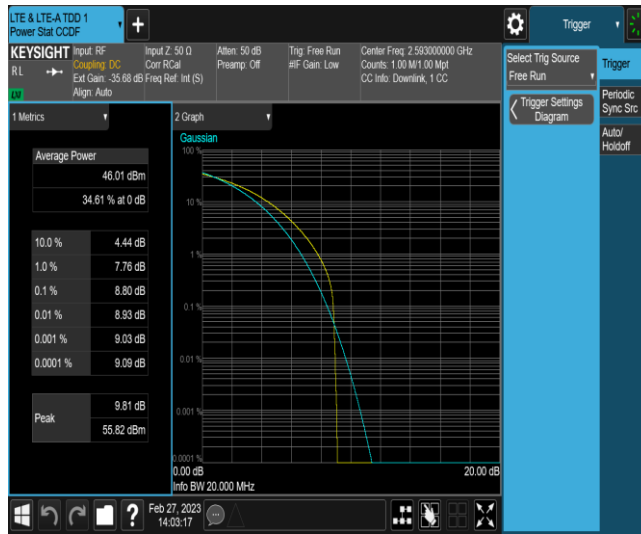 LTE & LTE-A TDD 1
Power Stat CCDF
Trigger
KEYSIGHT
R L
Input: RF
Coupling: DC
Ext Gain: -35.68 dB
Align: Auto
Input Z: 50 Ω
Corr RCal
Freq Ref: Int (S)
Atten: 50 dB
Preamp: Off
Trig: Free Run
#IF Gain: Low
Center Freq: 2.593000000 GHz
Counts: 1.00 M/1.00 Mpt
CC Info: Downlink, 1 CC
Select Trig Source
Free Run
Trigger Settings
Diagram
Trigger
Periodic
Sync Src
Auto/
Holdoff
1 Metrics
Average Power
46.01 dBm
34.61 % at 0 dB
10.0 % 4.44 dB
1.0 % 7.76 dB
0.1 % 8.80 dB
0.01 % 8.93 dB
0.001 % 9.03 dB
0.0001 % 9.09 dB
Peak
9.81 dB
55.82 dBm
2 Graph
Gaussian
100 %
10 %
1 %
0.1 %
0.01 %
0.001 %
0.0001 %
0.00 dB 20.00 dB
Info BW 20.000 MHz
?
Feb 27, 2023
14:03:17